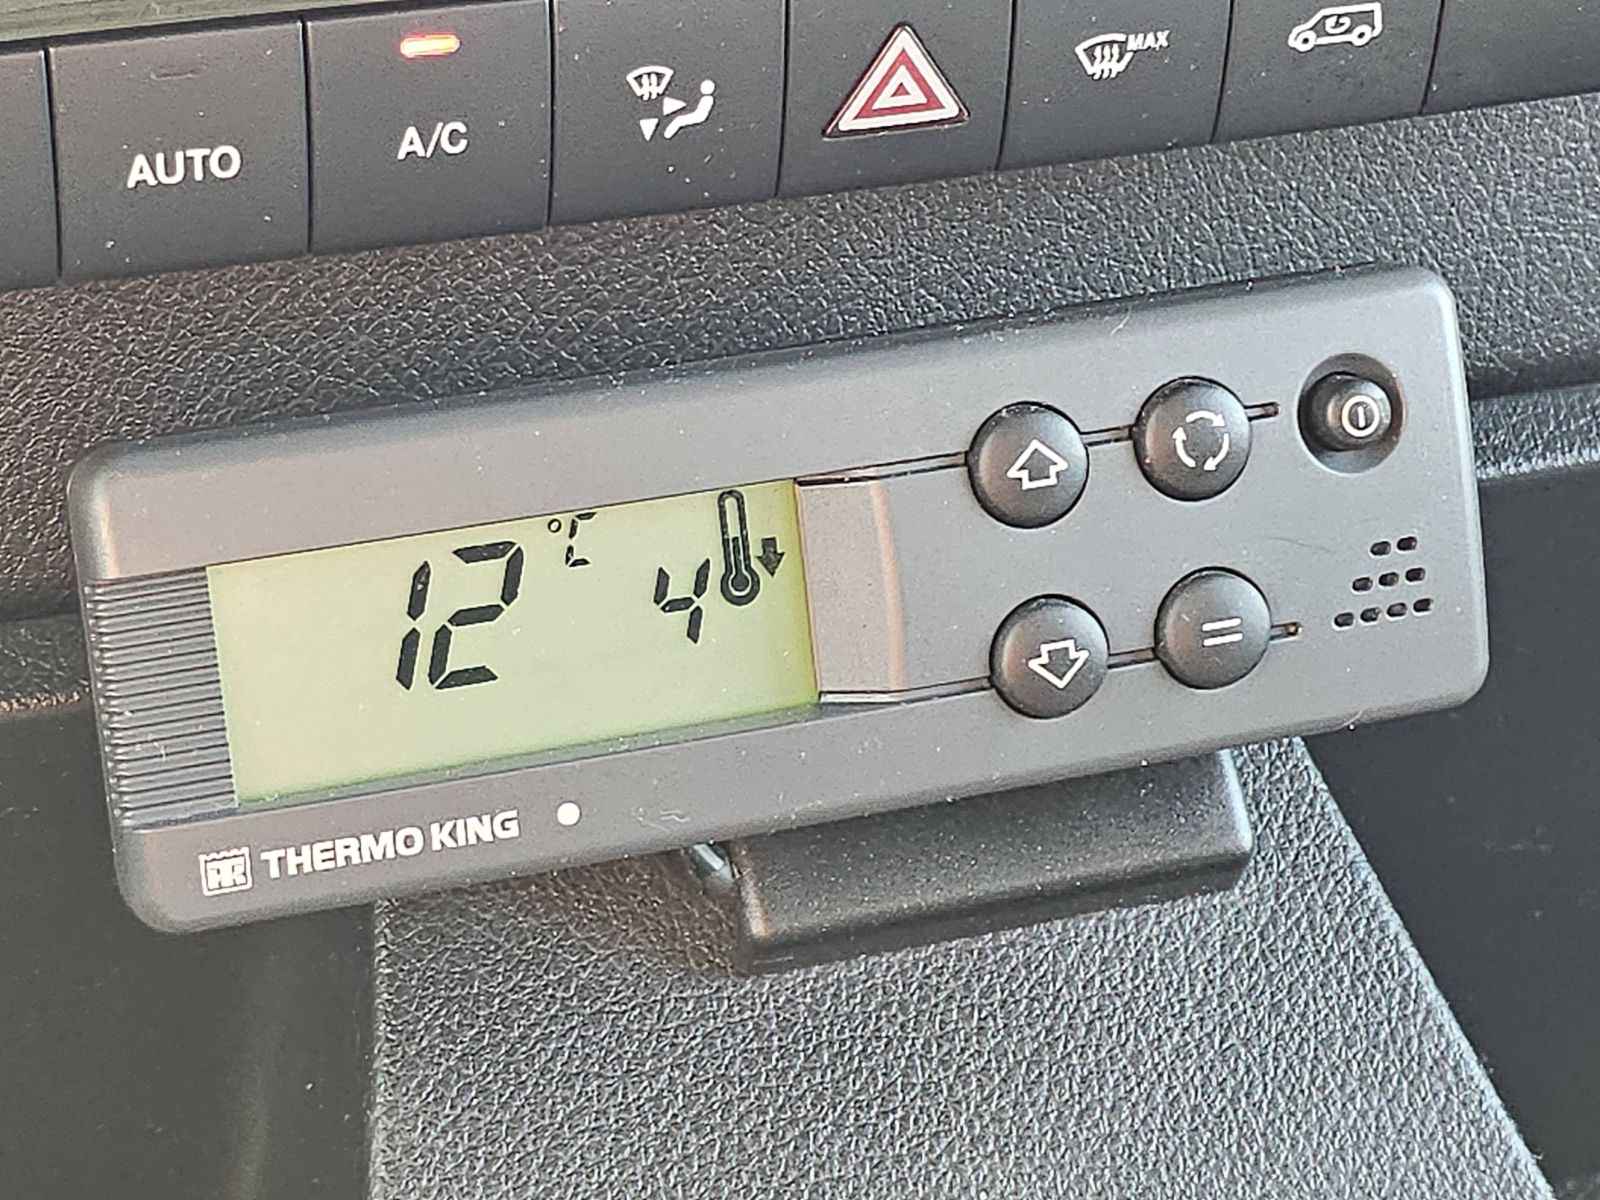 AUTO
A/C
MAX
12 °C 4
THERMO KING